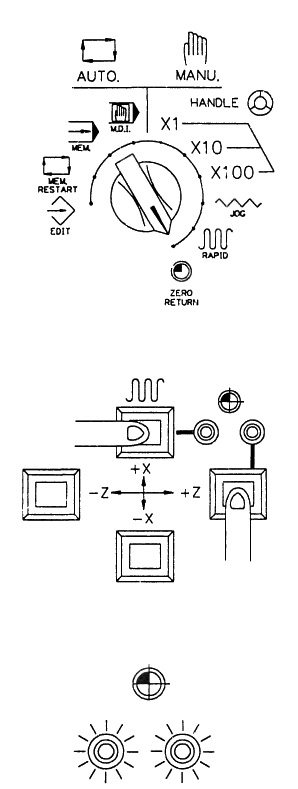 AUTO. MANU.
HANDLE
M.D.I. X1
MEM. X10
X100
MEM.
RESTART
JOG
EDIT
RAPID
ZERO
RETURN
+X
-Z +Z
-X